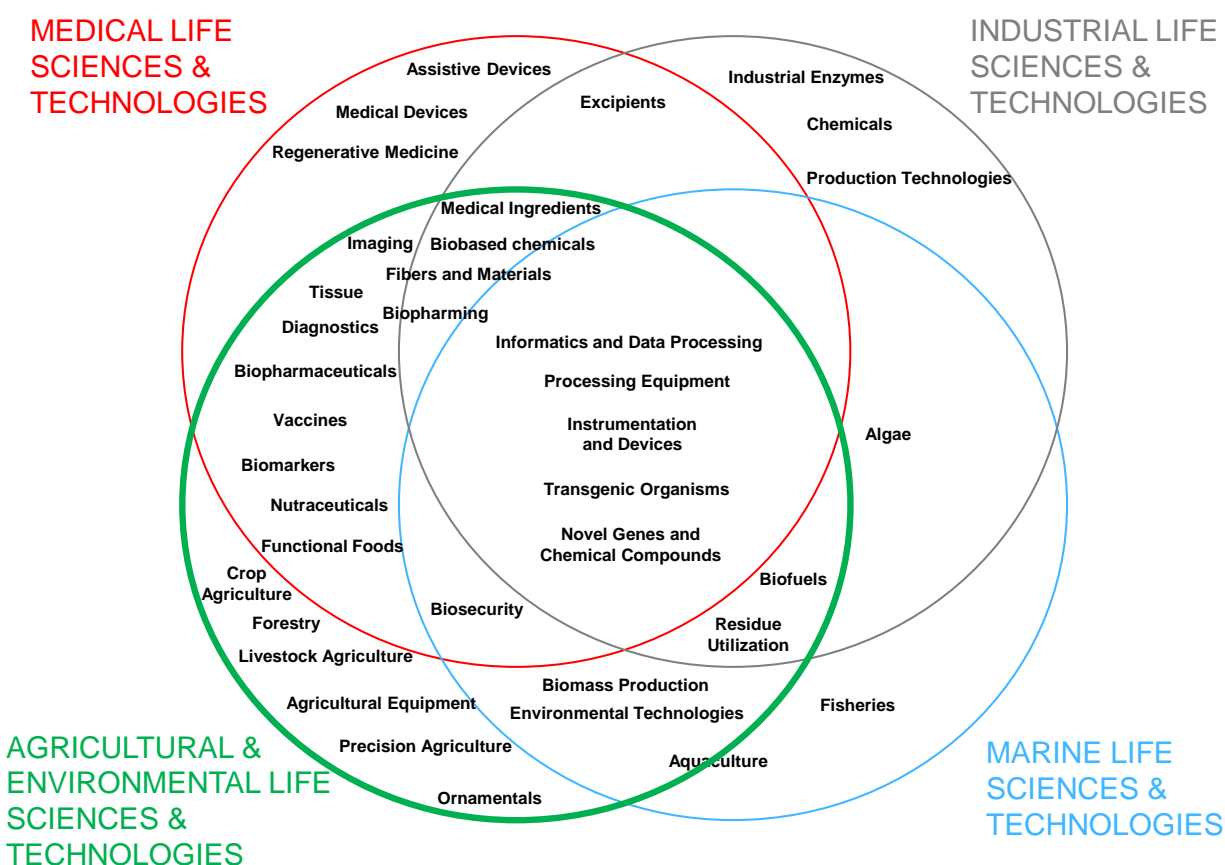 MEDICAL LIFE
SCIENCES &
TECHNOLOGIES
INDUSTRIAL LIFE
SCIENCES &
TECHNOLOGIES
Assistive Devices
Industrial Enzymes
Excipients
Medical Devices
Chemicals
Regenerative Medicine
Production Technologies
Medical Ingredients
Imaging
Biobased chemicals
Fibers and Materials
Tissue
Biopharming
Diagnostics
Informatics and Data Processing
Biopharmaceuticals
Processing Equipment
Vaccines
Instrumentation
and Devices
Algae
Biomarkers
Transgenic Organisms
Nutraceuticals
Novel Genes and
Chemical Compounds
Functional Foods
Crop
Agriculture
Biofuels
Biosecurity
Forestry
Residue
Utilization
Livestock Agriculture
Biomass Production
Agricultural Equipment
Environmental Technologies
Fisheries
Precision Agriculture
Aquaculture
Ornamentals
AGRICULTURAL &
ENVIRONMENTAL LIFE
SCIENCES &
TECHNOLOGIES
MARINE LIFE
SCIENCES &
TECHNOLOGIES